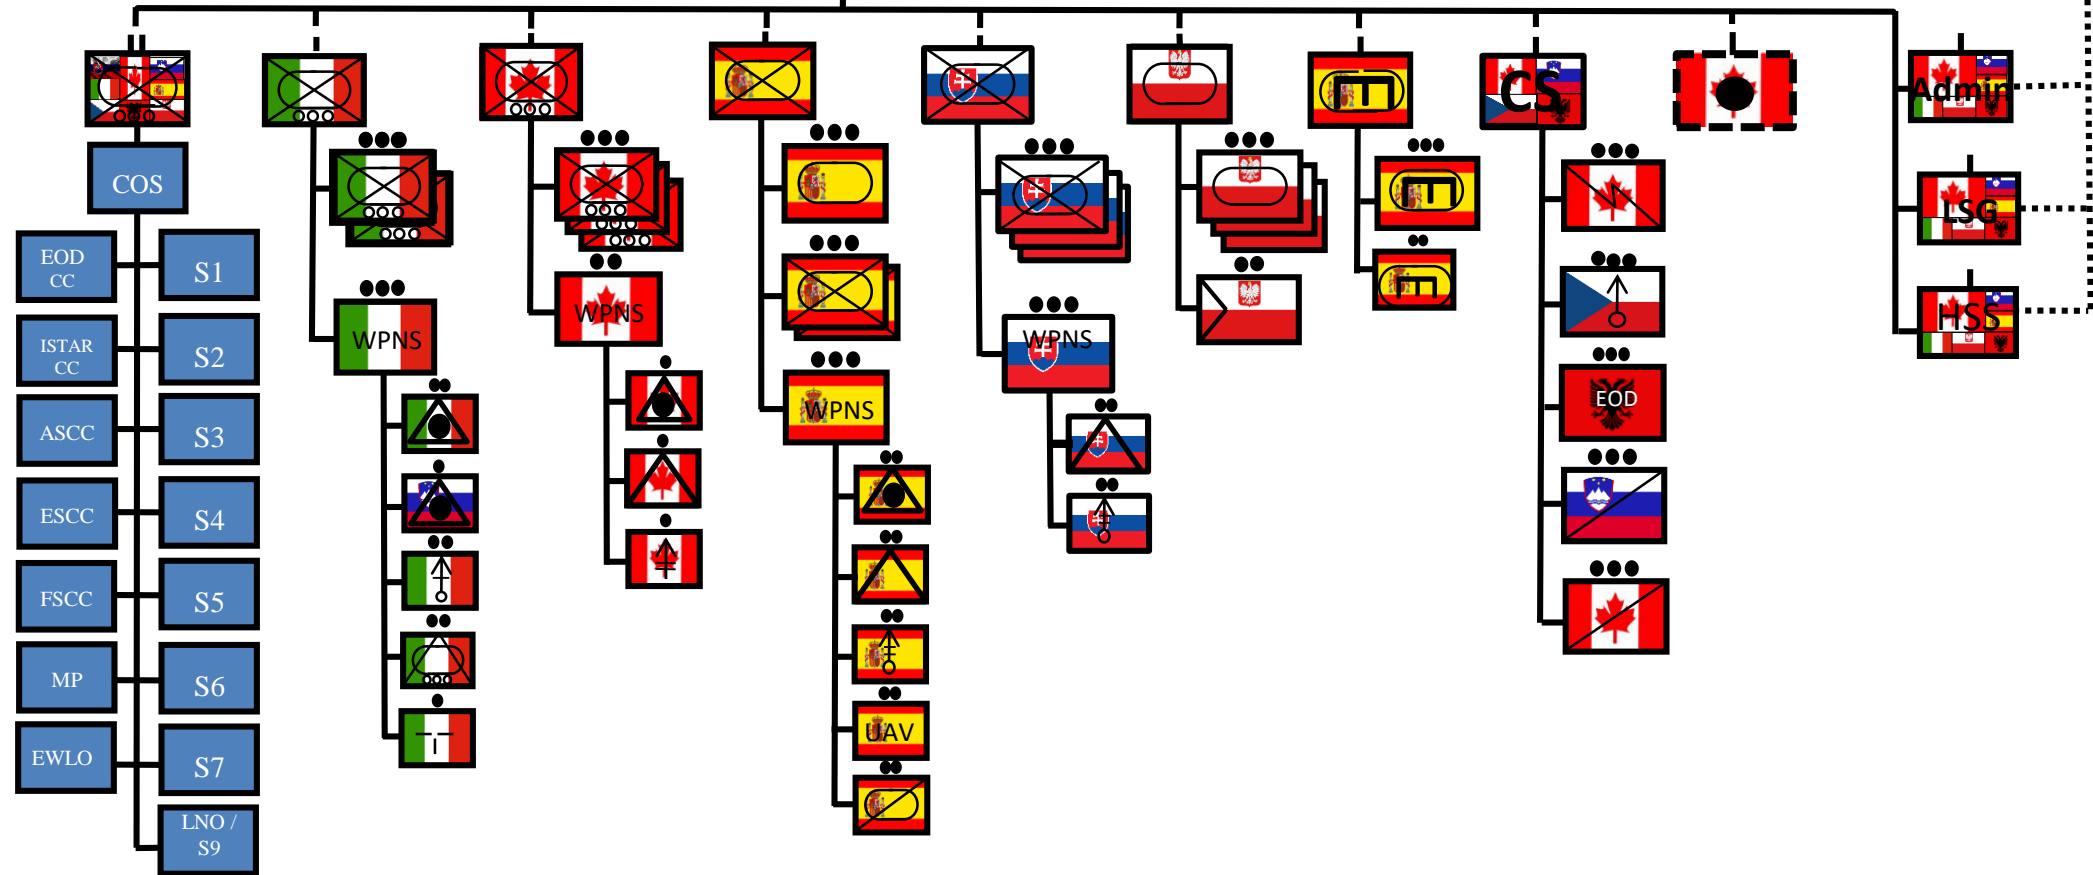 CS
Admin
LSG
HSS
COS
EOD
CC
S1
ISTAR
CC
S2
ASCC
S3
ESCC
S4
FSCC
S5
MP
S6
EWLO
S7
LNO /
S9
WPNS
WPNS
WPNS
UAV
WPNS
EOD